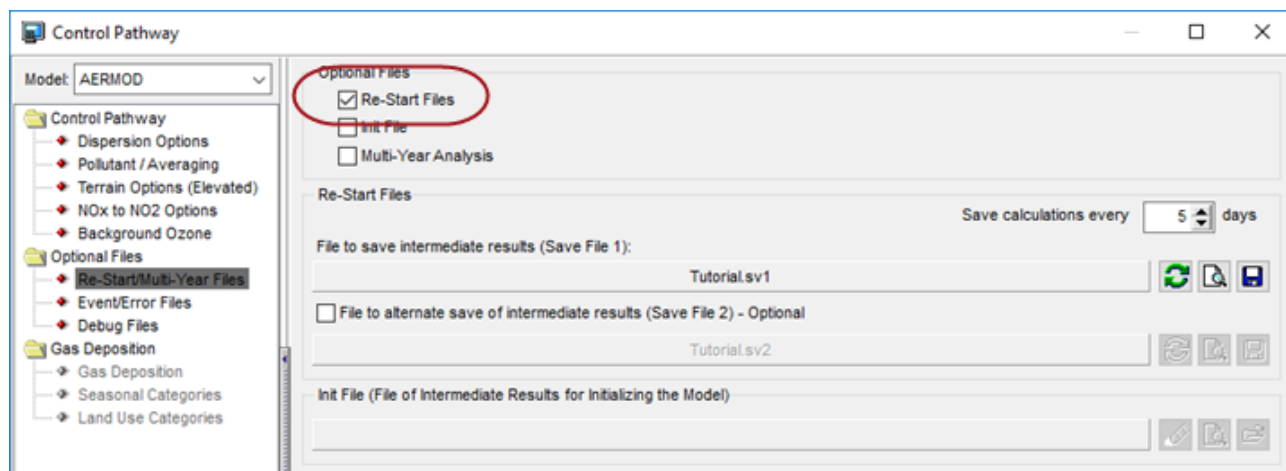 Control Pathway
Model: AERMOD
Control Pathway
Dispersion Options
Pollutant / Averaging
Terrain Options (Elevated)
NOx to NO2 Options
Background Ozone
Optional Files
Re-Start/Multi-Year Files
Event/Error Files
Debug Files
Gas Deposition
Gas Deposition
Seasonal Categories
Land Use Categories
Optional Files
Re-Start Files
Init File
Multi-Year Analysis
Re-Start Files
Save calculations every 5 days
File to save intermediate results (Save File 1):
Tutorial.sv1
File to alternate save of intermediate results (Save File 2) - Optional
Tutorial.sv2
Init File (File of Intermediate Results for Initializing the Model)